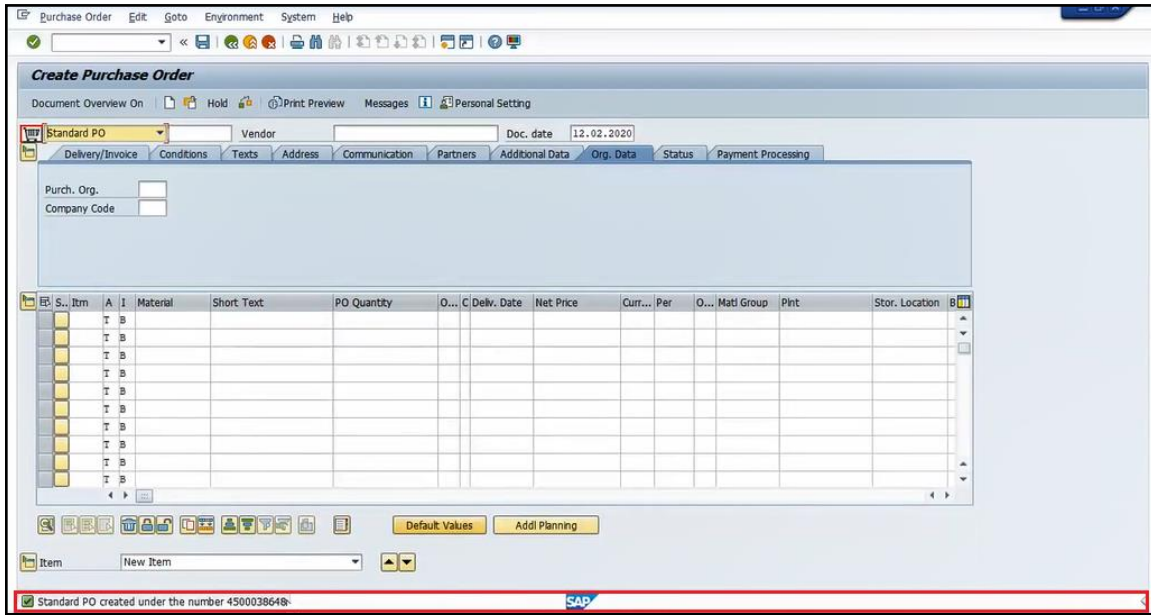 Purchase Order Edit Goto Environment System Help
Create Purchase Order
Document Overview On Hold Print Preview Messages Personal Setting
Standard PO Vendor Doc. date 12.02.2020
Delivery/Invoice Conditions Texts Address Communication Partners Additional Data Org. Data Status Payment Processing
Purch. Org.
Company Code
S.. Itm A I Material Short Text PO Quantity O... C Deliv. Date Net Price Curr... Per O... Matl Group Plnt Stor. Location B
T B
T B
T B
T B
T B
T B
T B
T B
T B
T B
Default Values Addl Planning
Item New Item
Standard PO created under the number 4500038648 SAP